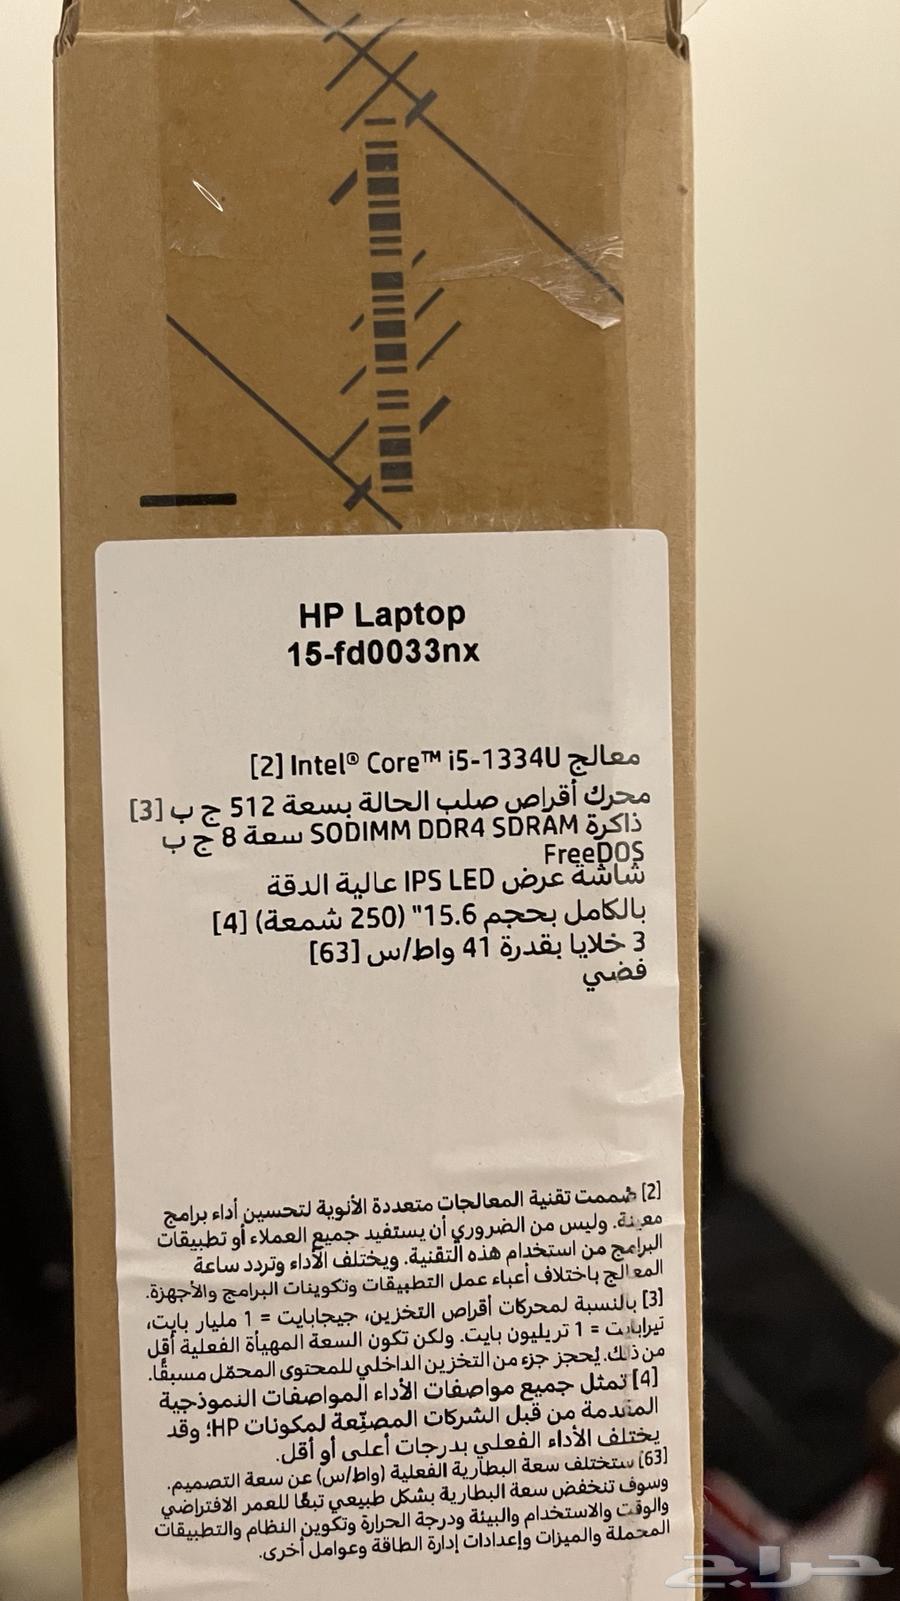 HP Laptop
15-fd0033nx
معالج Intel® Core™ i5-1334U [2]
محرك أقراص صلب الحالة بسعة 512 ج ب [3]
ذاكرة SODIMM DDR4 SDRAM سعة 8 ج ب
FreeDOS
شاشة عرض IPS LED عالية الدقة
بالكامل بحجم 15.6" (250 شمعة) [4]
3 خلايا بقدرة 41 واط/س [63]
فضي
[2] صُممت تقنية المعالجات متعددة الأنوية لتحسين أداء برامج
معينة. وليس من الضروري أن يستفيد جميع العملاء أو تطبيقات
البرامج من استخدام هذه التقنية. ويختلف الأداء وتردد ساعة
المعالج باختلاف أعباء عمل التطبيقات وتكوينات البرامج والأجهزة.
[3] بالنسبة لمحركات أقراص التخزين، جيجابايت = 1 مليار بايت،
تيرابايت = 1 تريليون بايت. ولكن تكون السعة المهيأة الفعلية أقل
من ذلك. يُحجز جزء من التخزين الداخلي للمحتوى المحمّل مسبقًا.
[4] تمثل جميع مواصفات الأداء المواصفات النموذجية
المقدمة من قبل الشركات المصنِّعة لمكونات HP؛ وقد
يختلف الأداء الفعلي بدرجات أعلى أو أقل.
[63] ستختلف سعة البطارية الفعلية (واط/س) عن سعة التصميم.
وسوف تنخفض سعة البطارية بشكل طبيعي تبعًا للعمر الافتراضي
والوقت والاستخدام والبيئة ودرجة الحرارة وتكوين النظام والتطبيقات
المحملة والميزات وإعدادات إدارة الطاقة وعوامل أخرى.
حراج